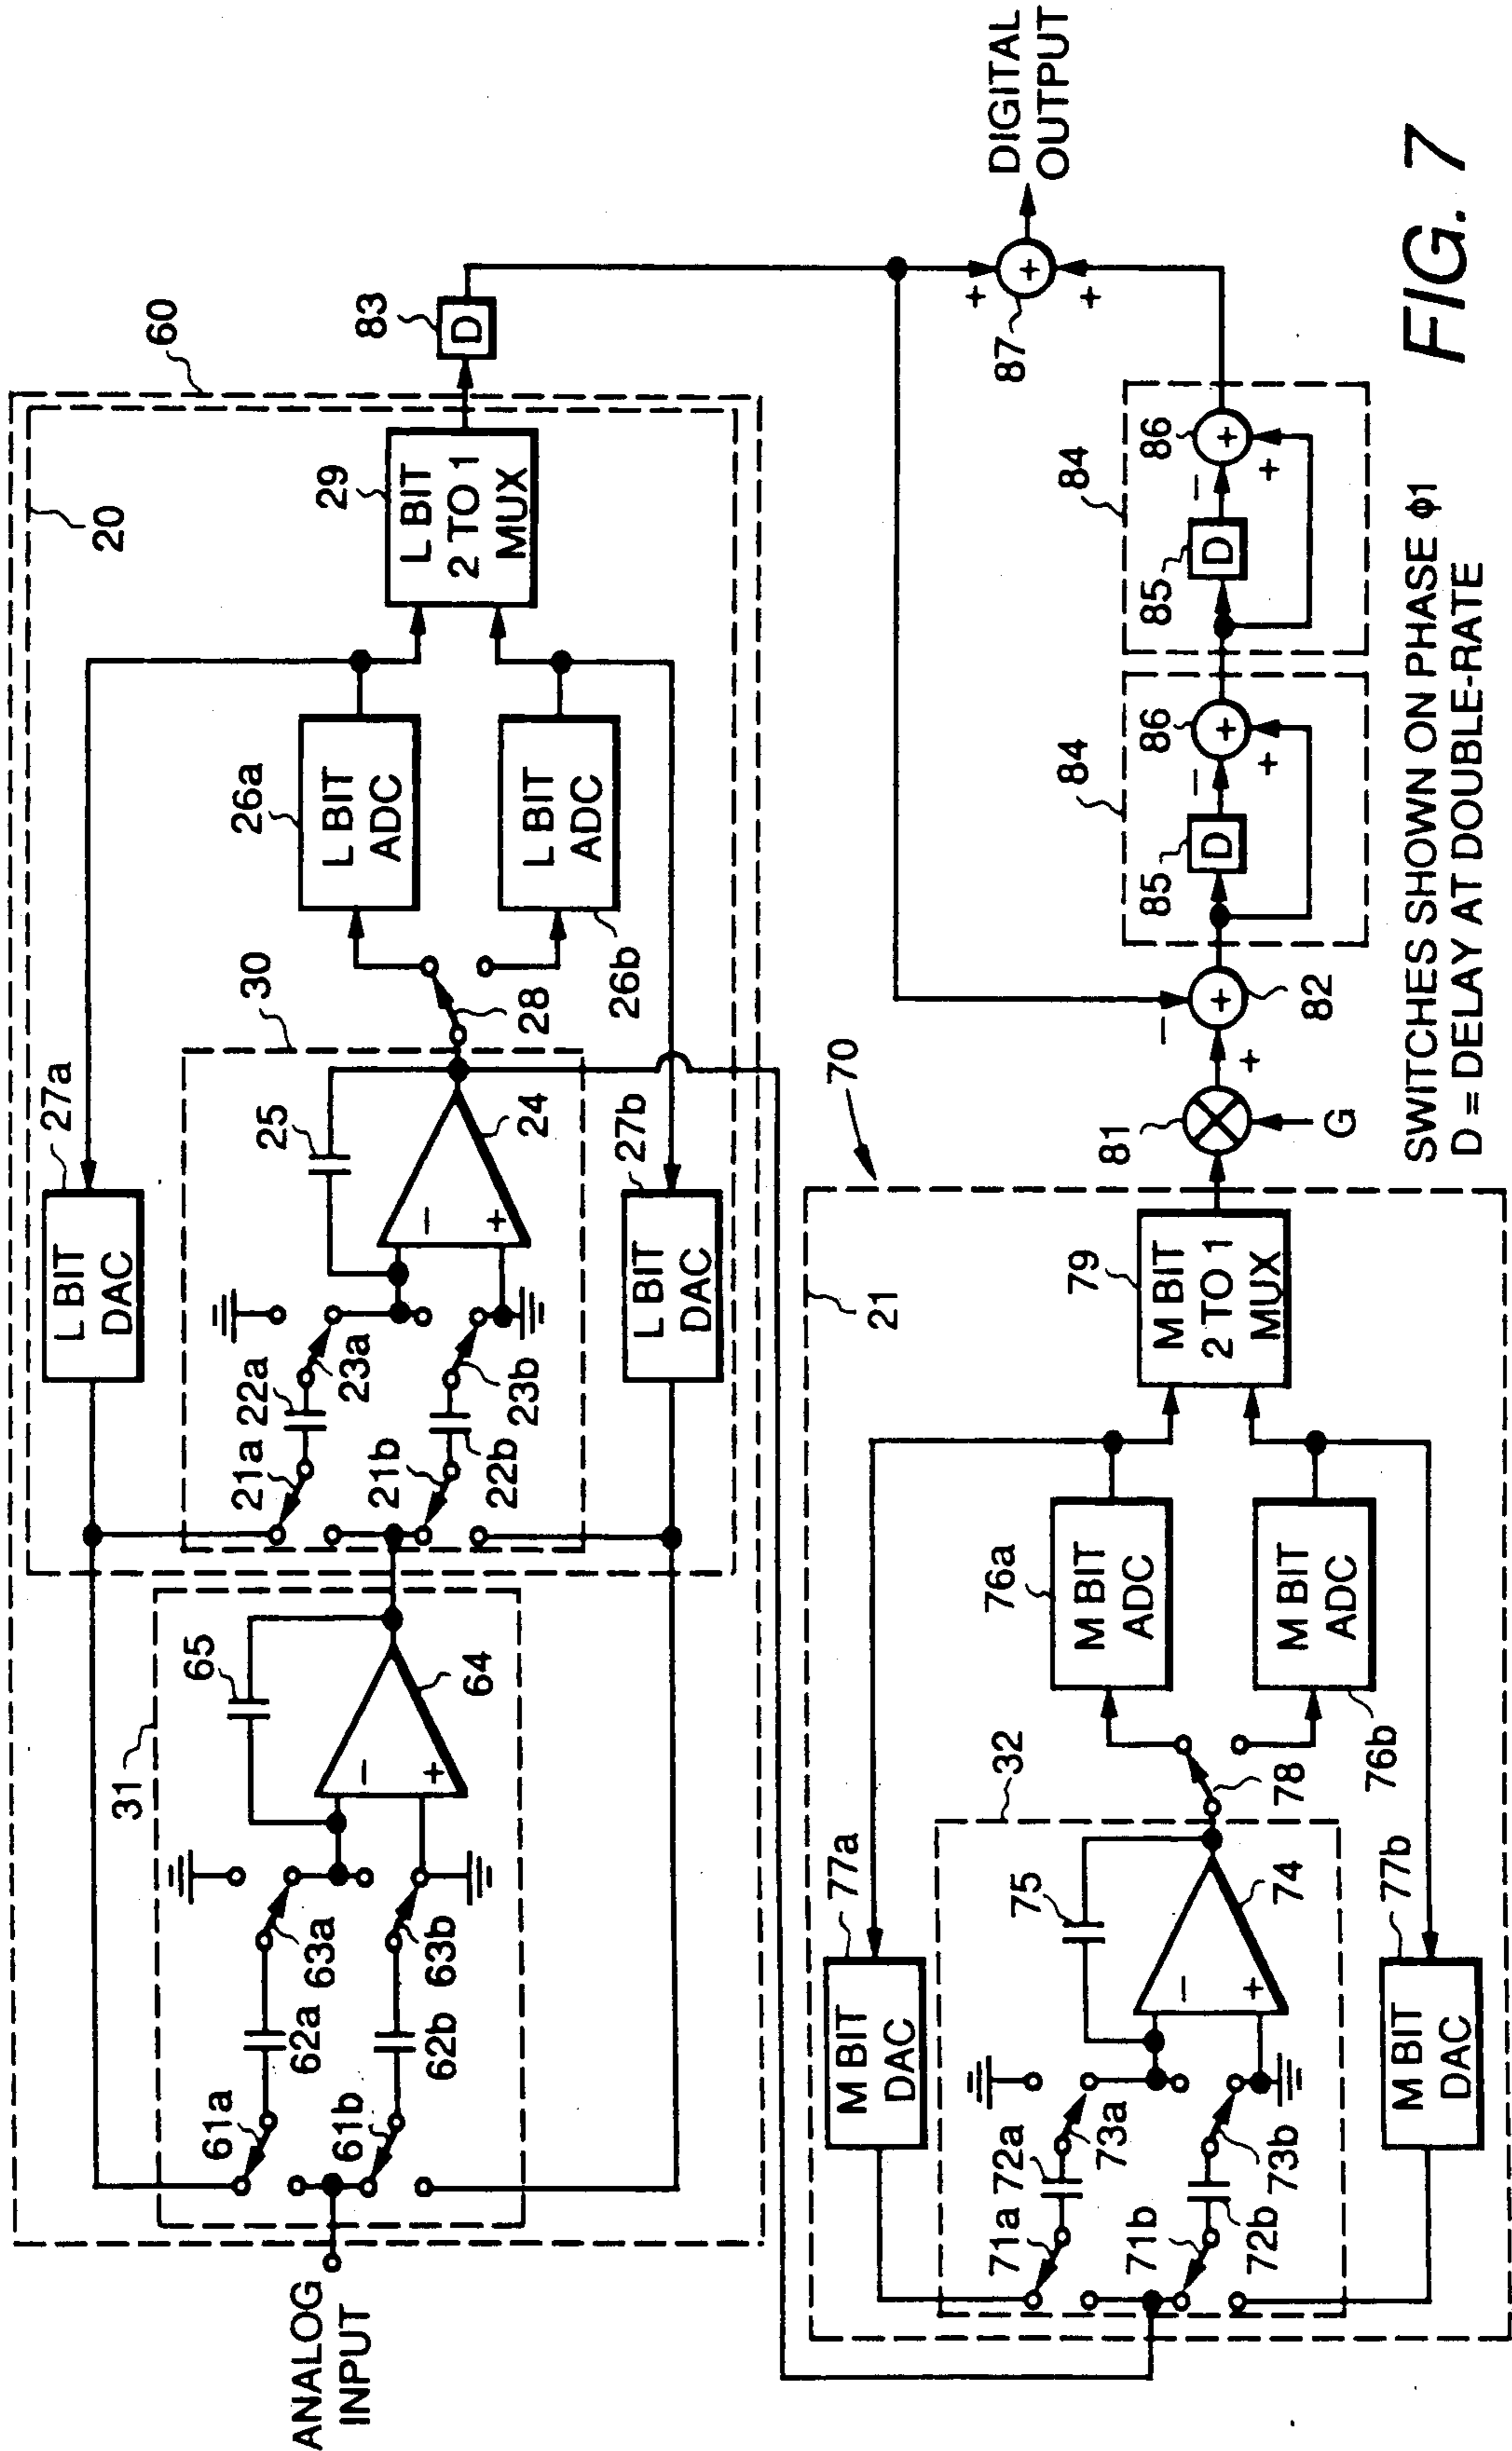 ANALOG
INPUT
31
61a
62a
63a
61b
62b
63b
65
64
−
+
60
20
27a
L BIT
DAC
30
21a
22a
23a
21b
22b
23b
25
24
−
+
27b
L BIT
DAC
28
26a
L BIT
ADC
26b
L BIT
ADC
29
L BIT
2 TO 1
MUX
83
D
70
21
77a
M BIT
DAC
32
71a
72a
73a
71b
72b
73b
75
74
−
+
77b
M BIT
DAC
78
76a
M BIT
ADC
76b
M BIT
ADC
79
M BIT
2 TO 1
MUX
81
G
+
−
+
82
84
85
D
−
86
+
+
84
85
D
−
86
+
+
87
+
+
+
DIGITAL
OUTPUT
SWITCHES SHOWN ON PHASE ϕ1
D = DELAY AT DOUBLE-RATE
FIG. 7